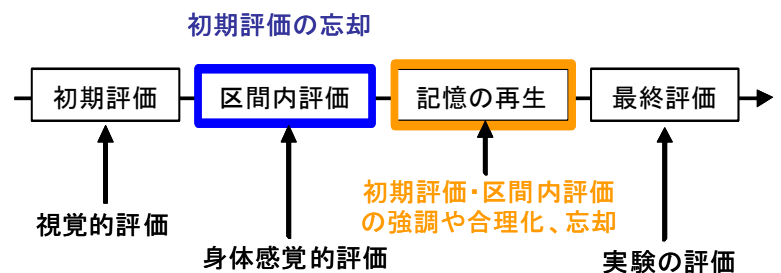 初期評価の忘却
初期評価
区間内評価
記憶の再生
最終評価
視覚的評価
身体感覚的評価
初期評価・区間内評価
の強調や合理化、忘却
実験の評価